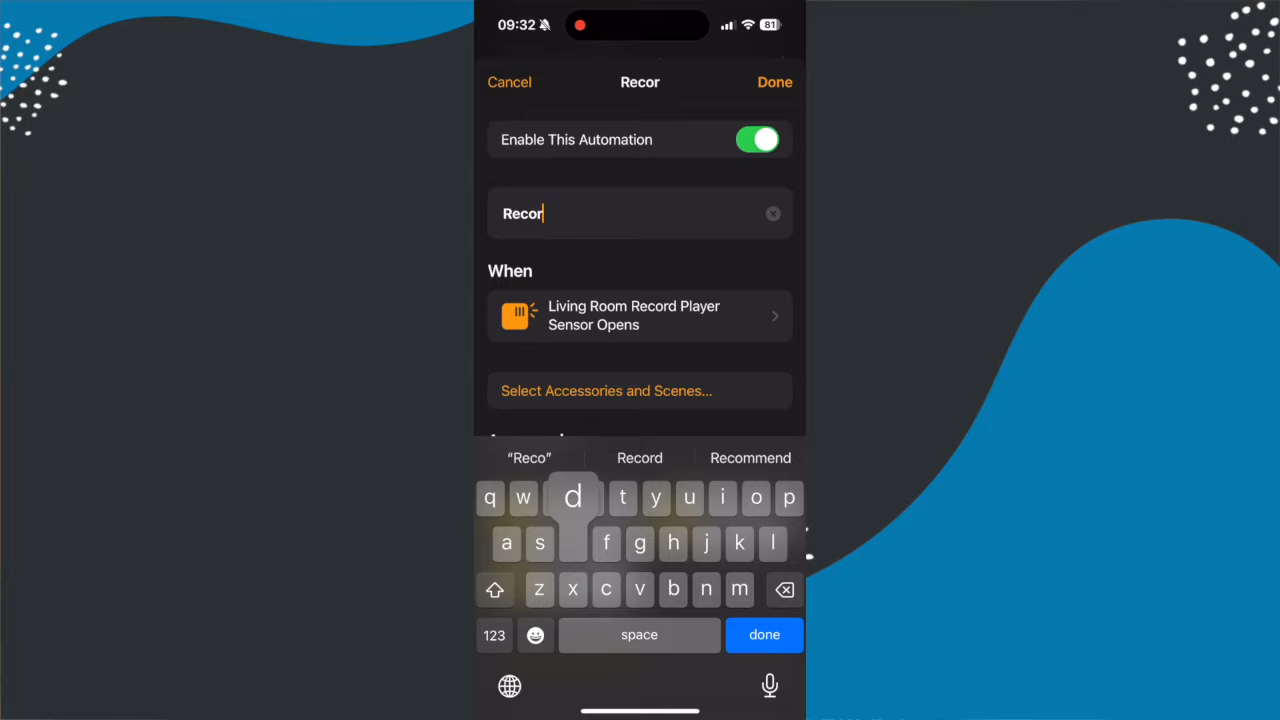 09:32
81
Cancel
Recor
Done
Enable This Automation
Recor
When
Living Room Record Player
Sensor Opens
Select Accessories and Scenes...
“Reco”
Record
Recommend
q w d t y u i o p
a s f g h j k l
z x c v b n m
123
space
done